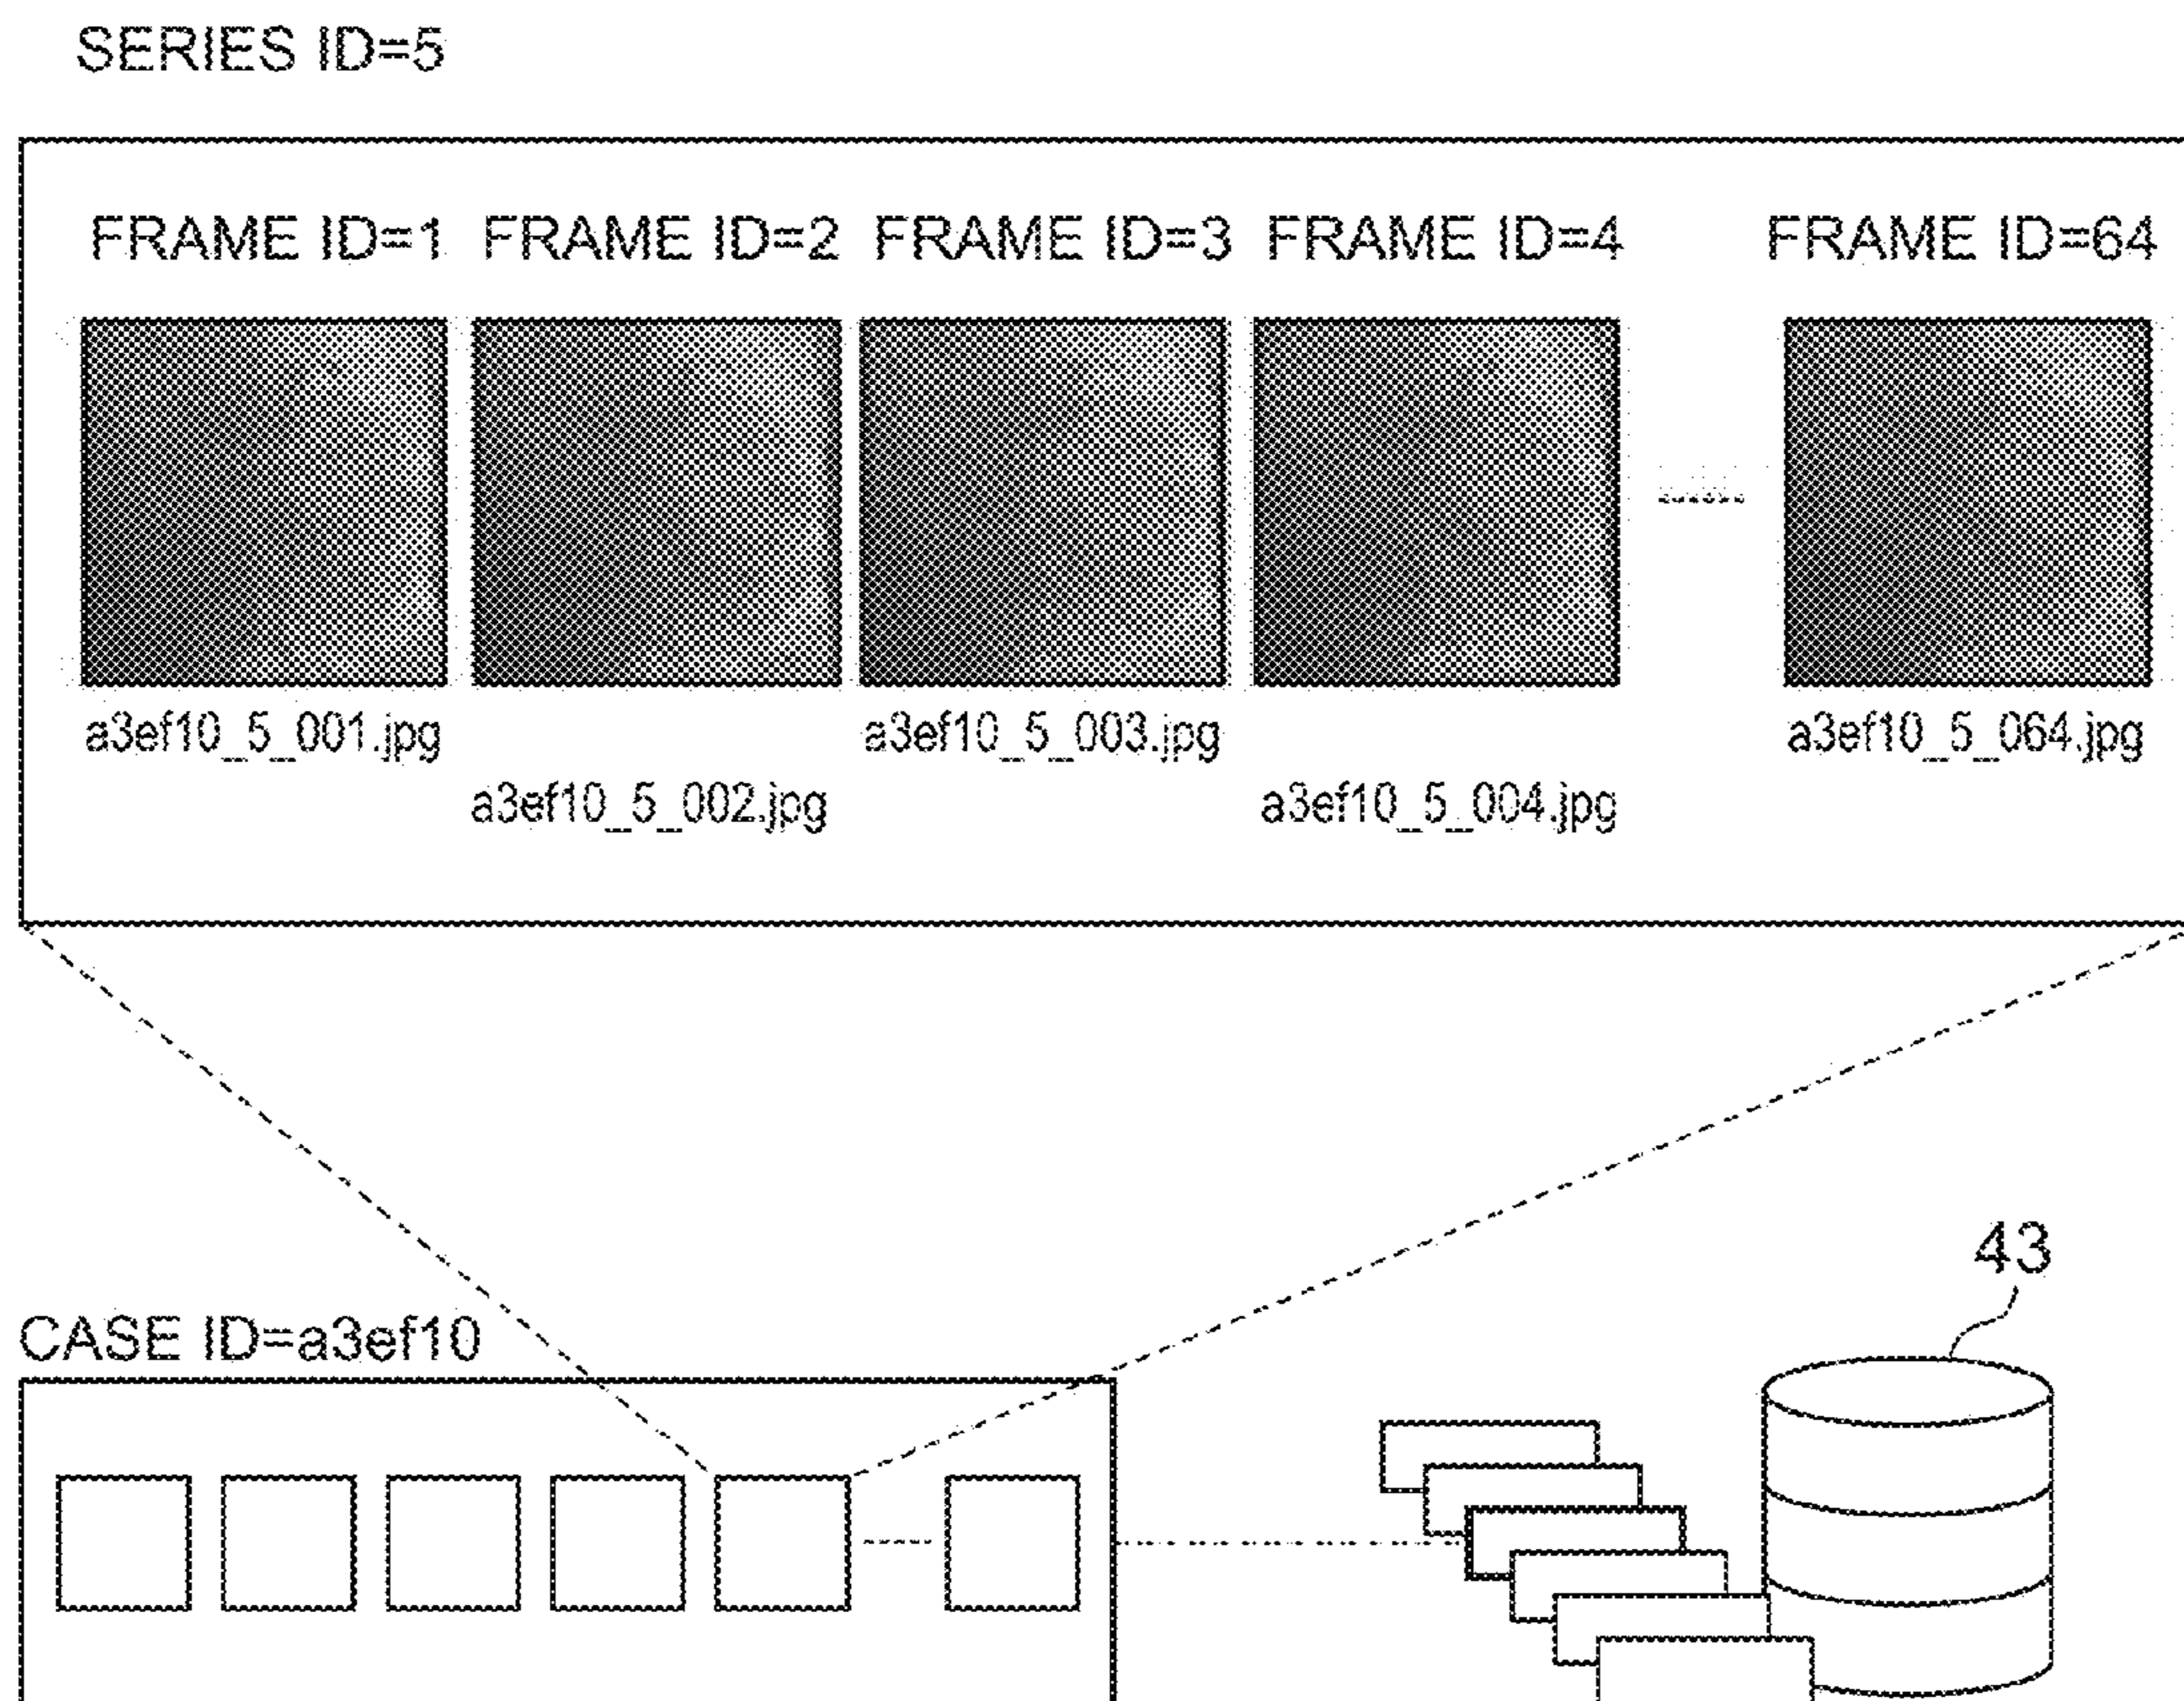 SERIES ID=5
FRAME ID=1 FRAME ID=2 FRAME ID=3 FRAME ID=4 FRAME ID=64
a3ef10_5_001.jpg a3ef10_5_003.jpg a3ef10_5_064.jpg
a3ef10_5_002.jpg a3ef10_5_004.jpg
43
CASE ID=a3ef10